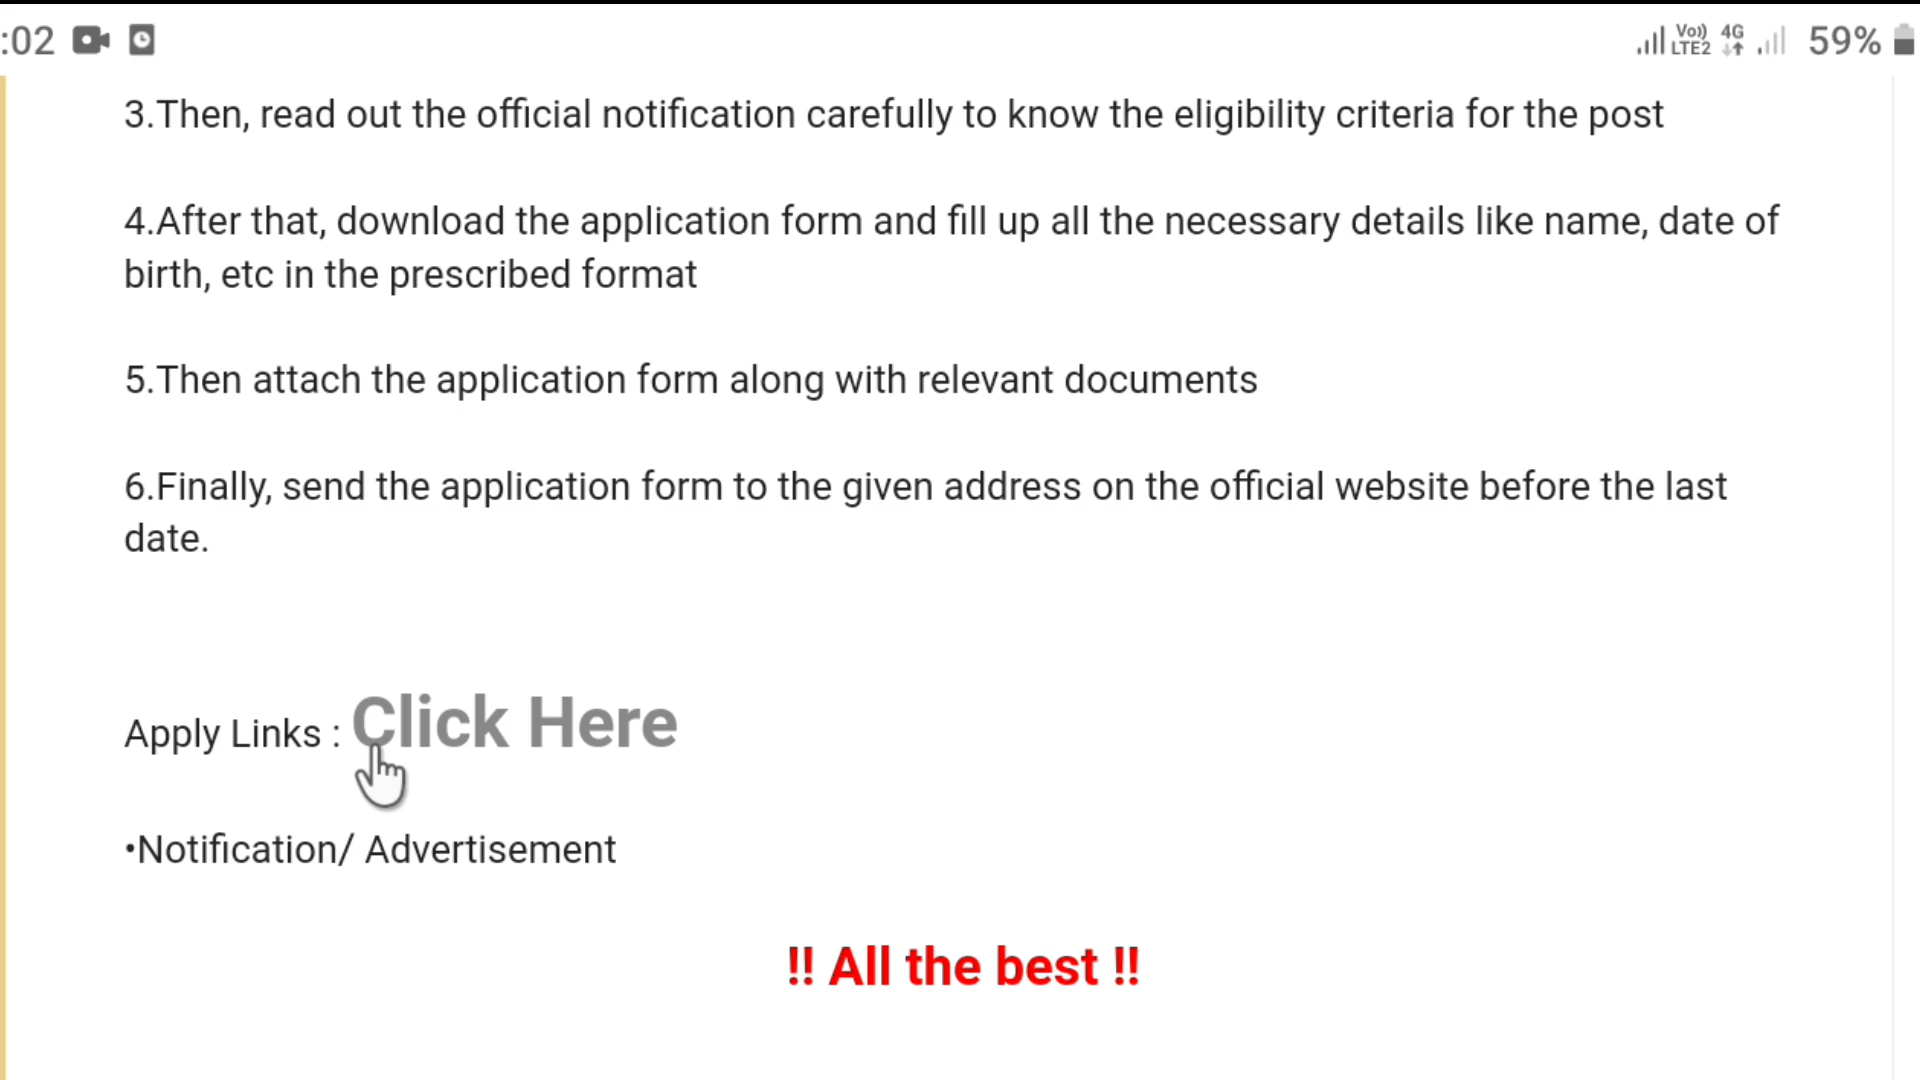 :02
Vo)) 4G
LTE2
59%
3.Then, read out the official notification carefully to know the eligibility criteria for the post
4.After that, download the application form and fill up all the necessary details like name, date of
birth, etc in the prescribed format
5.Then attach the application form along with relevant documents
6.Finally, send the application form to the given address on the official website before the last
date.
Apply Links : Click Here
•Notification/ Advertisement
!! All the best !!